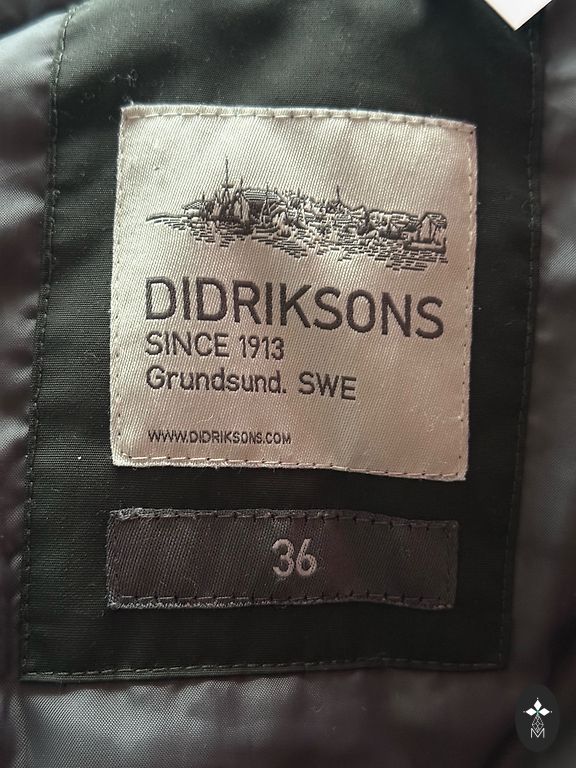 DIDRIKSONS
SINCE 1913
Grundsund. SWE
WWW.DIDRIKSONS.COM
36